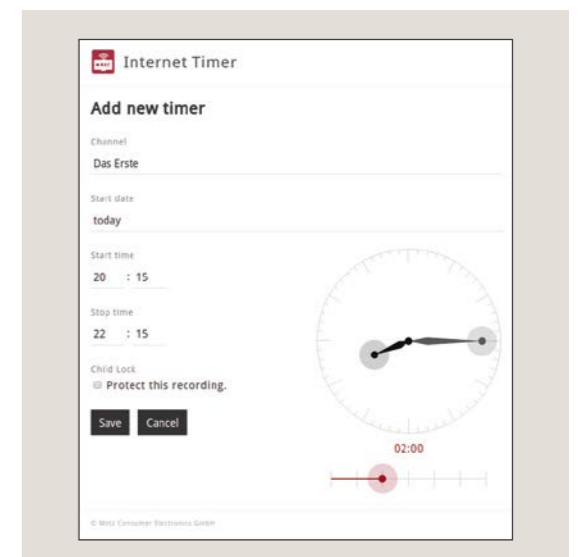 Internet Timer
Add new timer
Channel
Das Erste
Start date
today
Start time
20 : 15
Stop time
22 : 15
Child Lock
Protect this recording.
Save Cancel
02:00
© Metz Consumer Electronics GmbH